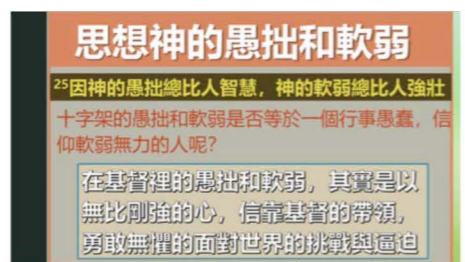 思想神的愚拙和軟弱
25因神的愚拙總比人智慧，神的軟弱總比人強壯
十字架的愚拙和軟弱是否等於一個行事愚蠢，信
仰軟弱無力的人呢?
在基督裡的愚拙和軟弱，其實是以
無比剛強的心，信靠基督的帶領，
勇敢無懼的面對世界的挑戰與逼迫